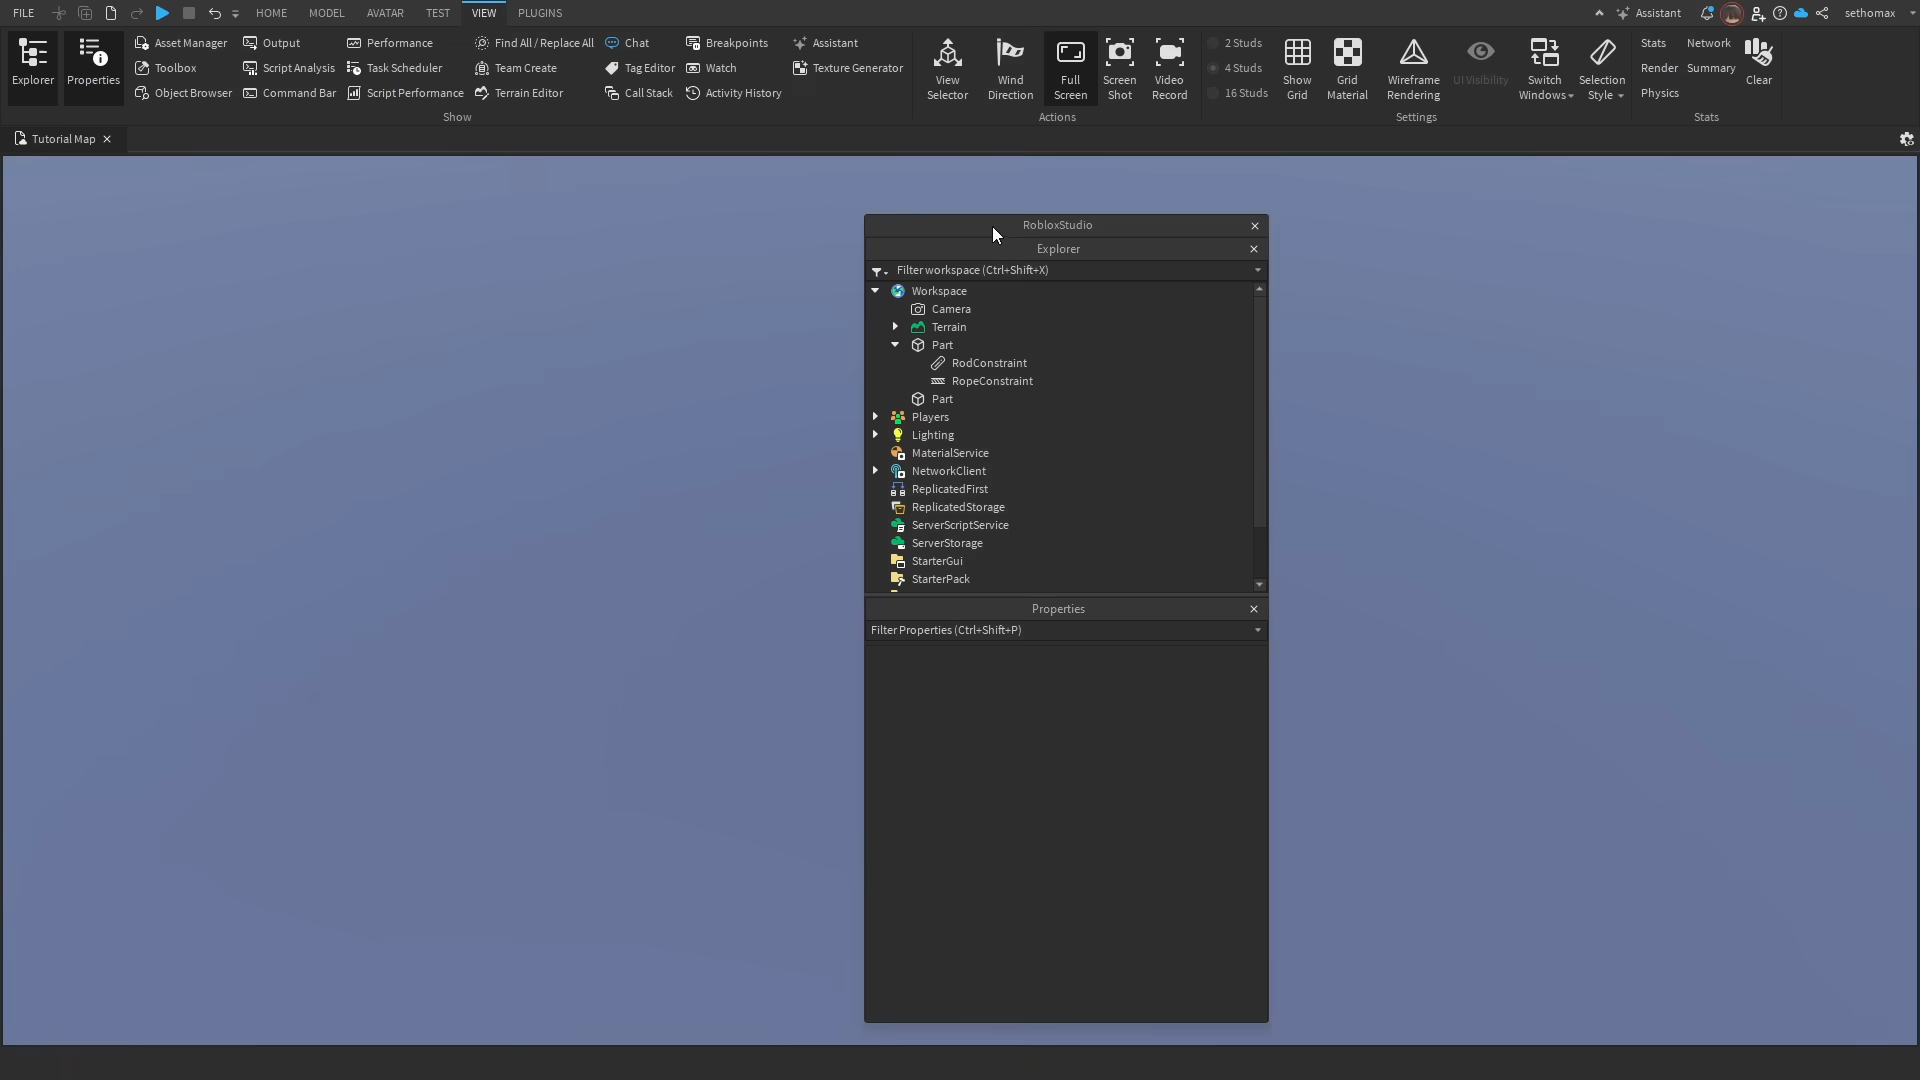 FILE HOME MODEL AVATAR TEST VIEW PLUGINS Assistant sethomax
Explorer
Properties
Asset Manager
Toolbox
Object Browser
Output
Script Analysis
Command Bar
Performance
Task Scheduler
Script Performance
Find All / Replace All
Team Create
Terrain Editor
Chat
Tag Editor
Call Stack
Breakpoints
Watch
Activity History
Assistant
Texture Generator
Show
View
Selector
Wind
Direction
Full
Screen
Screen
Shot
Video
Record
Actions
2 Studs
4 Studs
16 Studs
Show
Grid
Grid
Material
Wireframe
Rendering
UI Visibility
Switch
Windows
Selection
Style
Settings
Stats
Render
Physics
Network
Summary
Clear
Stats
Tutorial Map
RobloxStudio
Explorer
Filter workspace (Ctrl+Shift+X)
Workspace
Camera
Terrain
Part
RodConstraint
RopeConstraint
Part
Players
Lighting
MaterialService
NetworkClient
ReplicatedFirst
ReplicatedStorage
ServerScriptService
ServerStorage
StarterGui
StarterPack
Properties
Filter Properties (Ctrl+Shift+P)